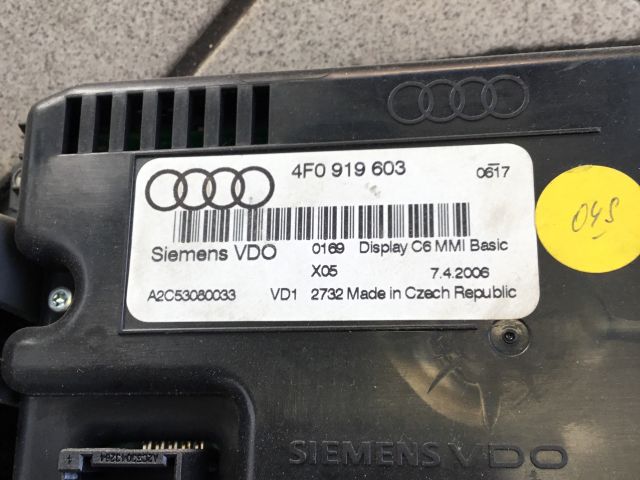 4F0 919 603
0617
Siemens VDO 0169 Display C6 MMI Basic
X05 7.4.2006
A2C53080033 VD1 2732 Made in Czech Republic
04S
SIEMENS VDO